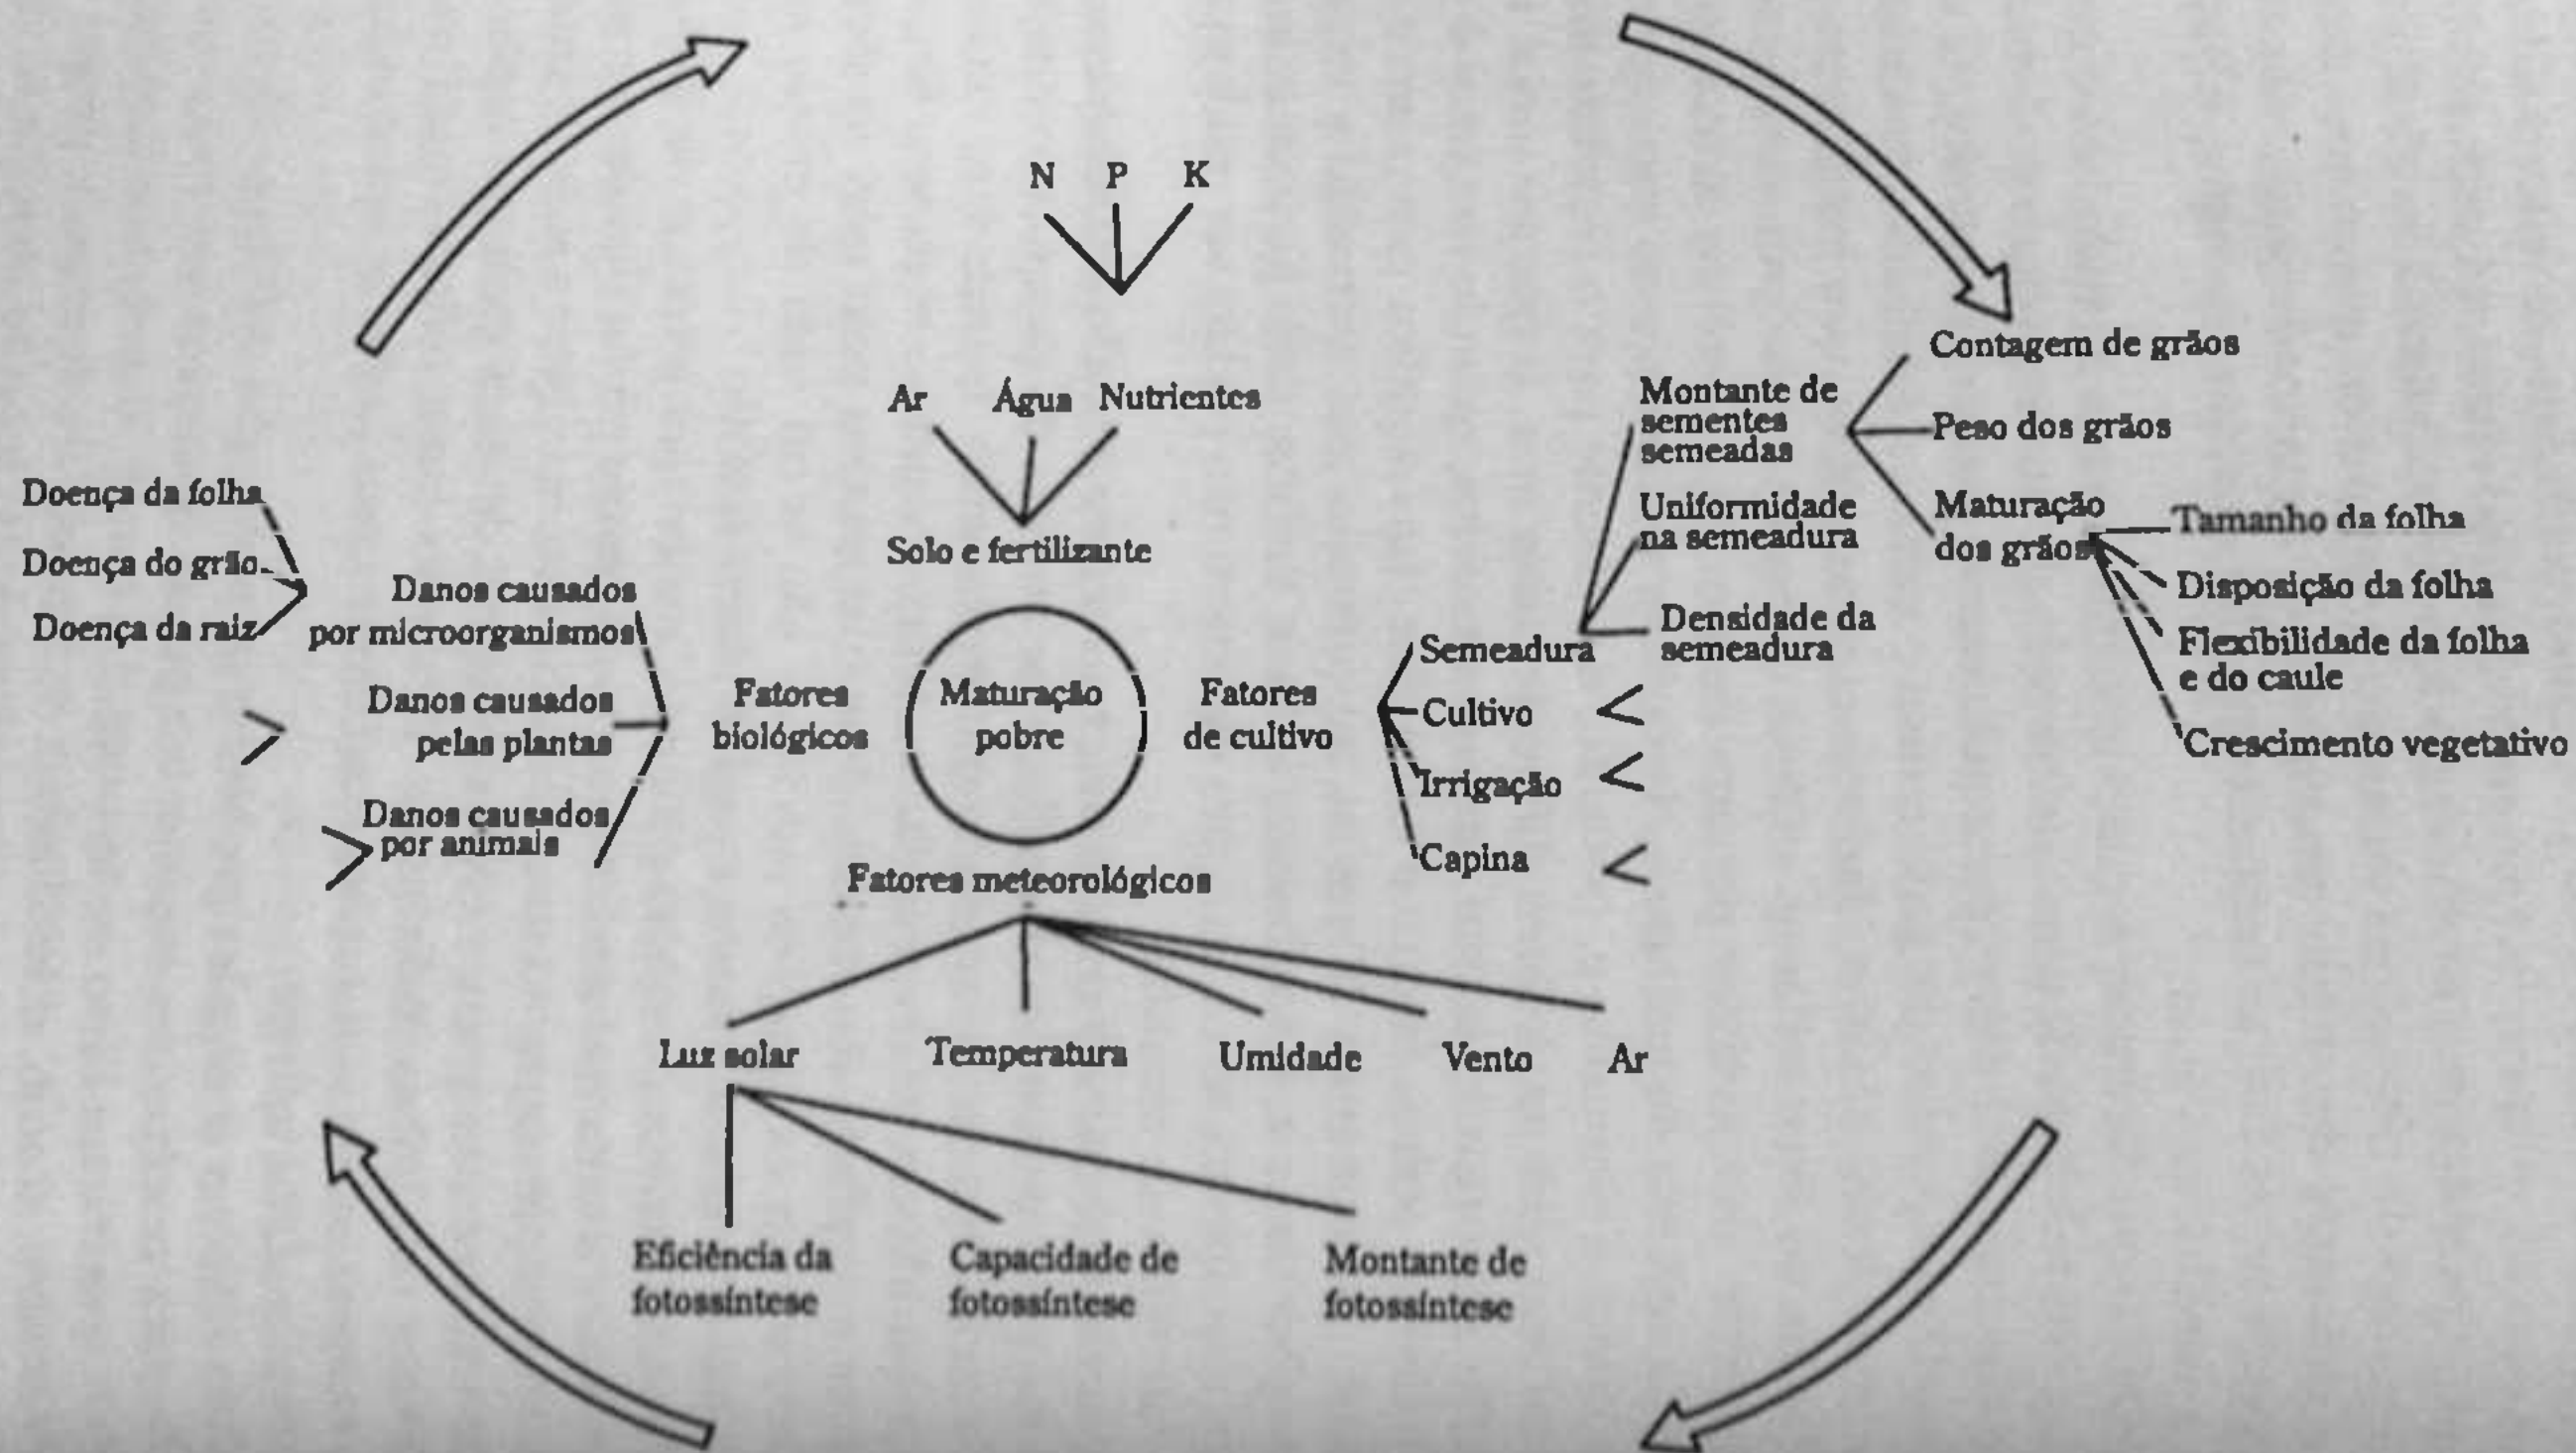 N P K
Ar Água Nutrientes
Solo e fertilizante
Doença da folha
Doença do grão
Doença da raiz
Danos causados
por microorganismos
Danos causados
pelas plantas
Danos causados
por animais
Fatores
biológicos
Maturação
pobre
Fatores
de cultivo
Semeadura
Cultivo
Irrigação
Capina
Montante de
sementes
semeadas
Uniformidade
na semeadura
Densidade da
semeadura
Contagem de grãos
Peso dos grãos
Maturação
dos grãos
Tamanho da folha
Disposição da folha
Flexibilidade da folha
e do caule
Crescimento vegetativo
Fatores meteorológicos
Luz solar Temperatura Umidade Vento Ar
Eficiência da
fotossíntese
Capacidade de
fotossíntese
Montante de
fotossíntese